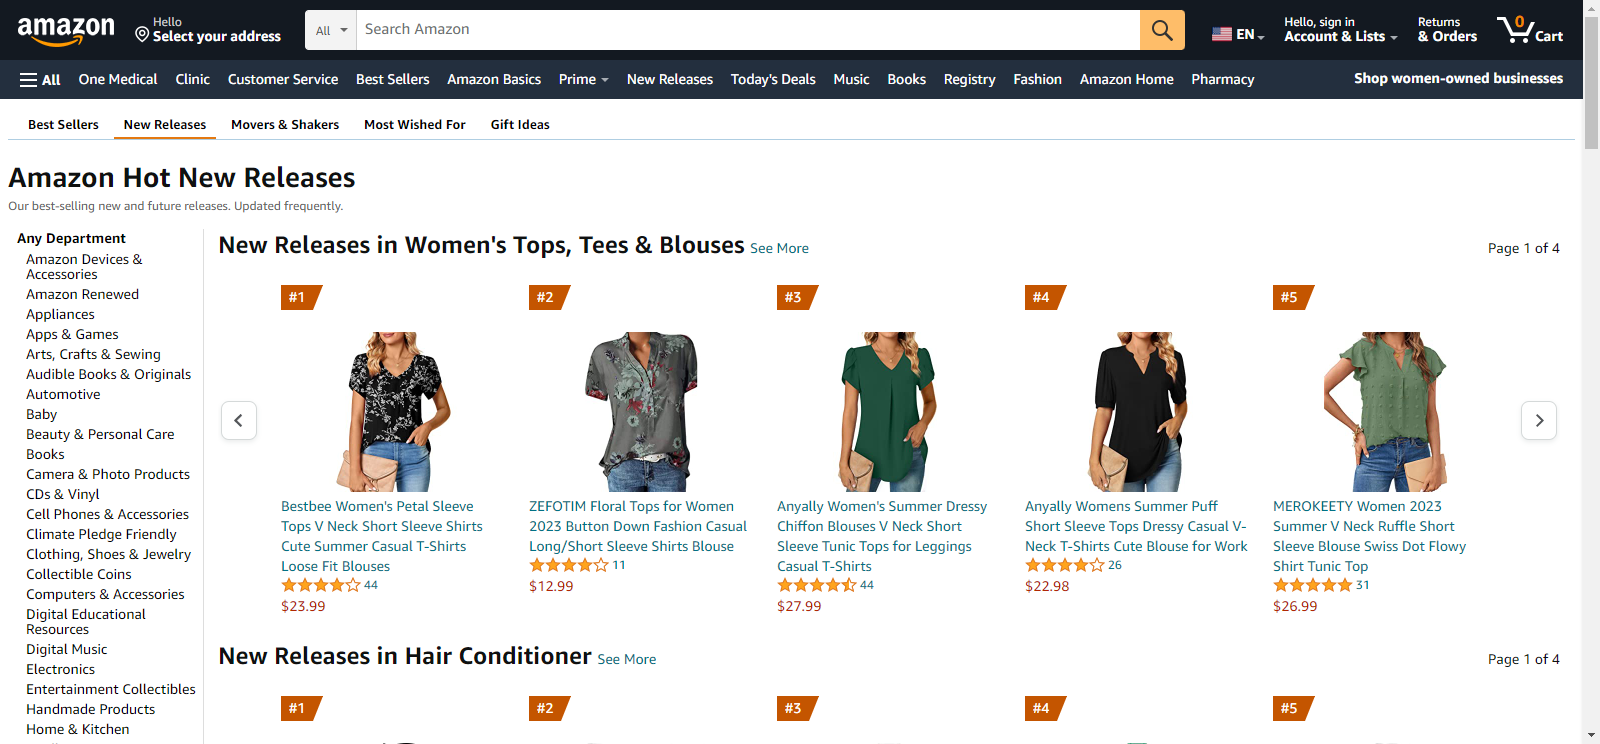 amazon
Hello
Select your address
All
Search Amazon
EN
Hello, sign in
Account & Lists
Returns
& Orders
0
Cart
All
One Medical
Clinic
Customer Service
Best Sellers
Amazon Basics
Prime
New Releases
Today's Deals
Music
Books
Registry
Fashion
Amazon Home
Pharmacy
Shop women-owned businesses
Best Sellers
New Releases
Movers & Shakers
Most Wished For
Gift Ideas
Amazon Hot New Releases
Our best-selling new and future releases. Updated frequently.
Any Department
Amazon Devices &
Accessories
Amazon Renewed
Appliances
Apps & Games
Arts, Crafts & Sewing
Audible Books & Originals
Automotive
Baby
Beauty & Personal Care
Books
Camera & Photo Products
CDs & Vinyl
Cell Phones & Accessories
Climate Pledge Friendly
Clothing, Shoes & Jewelry
Collectible Coins
Computers & Accessories
Digital Educational
Resources
Digital Music
Electronics
Entertainment Collectibles
Handmade Products
Home & Kitchen
New Releases in Women's Tops, Tees & Blouses See More
Page 1 of 4
#1
Bestbee Women's Petal Sleeve
Tops V Neck Short Sleeve Shirts
Cute Summer Casual T-Shirts
Loose Fit Blouses
44
$23.99
#2
ZEFOTIM Floral Tops for Women
2023 Button Down Fashion Casual
Long/Short Sleeve Shirts Blouse
11
$12.99
#3
Anyally Women's Summer Dressy
Chiffon Blouses V Neck Short
Sleeve Tunic Tops for Leggings
Casual T-Shirts
44
$27.99
#4
Anyally Womens Summer Puff
Short Sleeve Tops Dressy Casual V-
Neck T-Shirts Cute Blouse for Work
26
$22.98
#5
MEROKEETY Women 2023
Summer V Neck Ruffle Short
Sleeve Blouse Swiss Dot Flowy
Shirt Tunic Top
31
$26.99
New Releases in Hair Conditioner See More
Page 1 of 4
#1
#2
#3
#4
#5